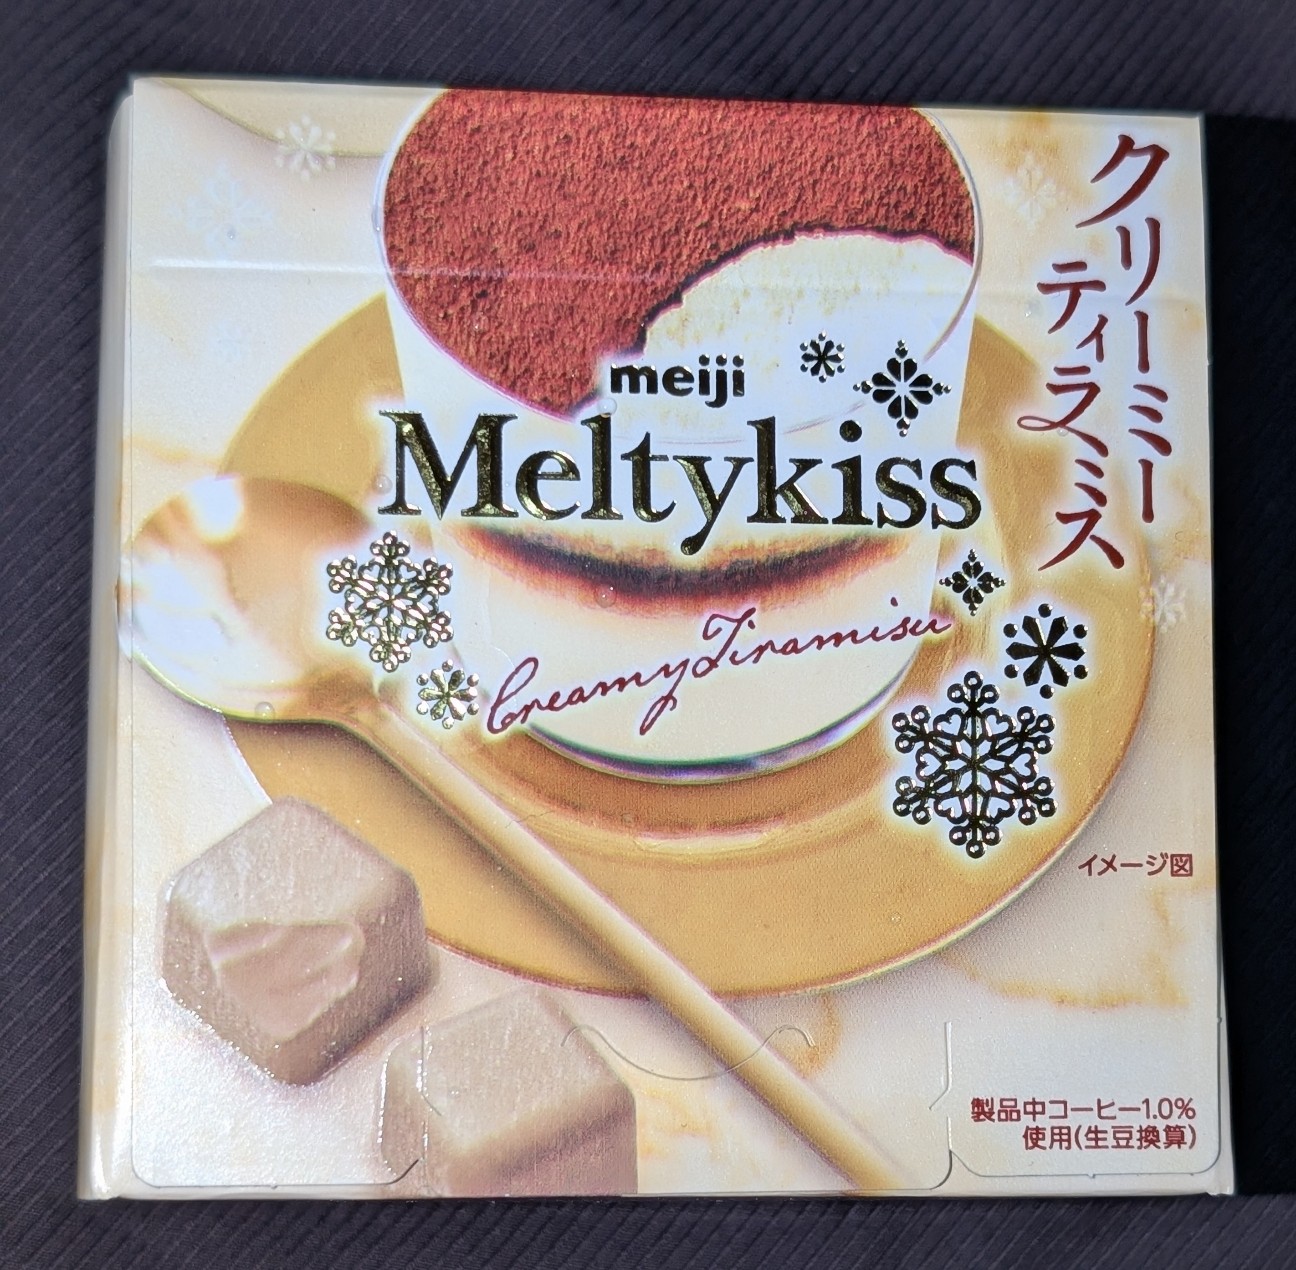 クリーミー
ティラミス
meiji
Meltykiss
Creamy Tiramisu
イメージ図
製品中コーヒー1.0%
使用(生豆換算)